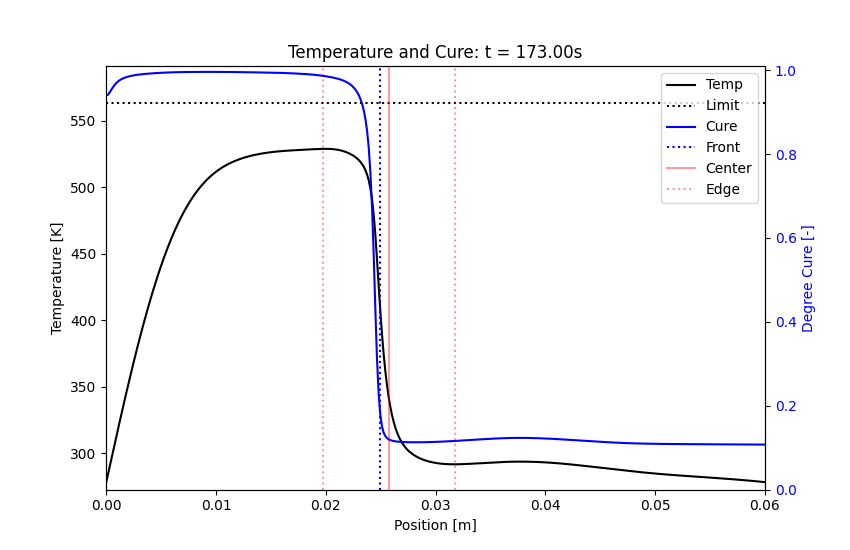 Temperature and Cure: t = 173.00s
Temperature [K]
550
500
450
400
350
300
Temp
Limit
Cure
Front
Center
Edge
1.0
0.8
0.6
0.4
0.2
0.0
Degree Cure [-]
0.00
0.01
0.02
0.03
0.04
0.05
0.06
Position [m]